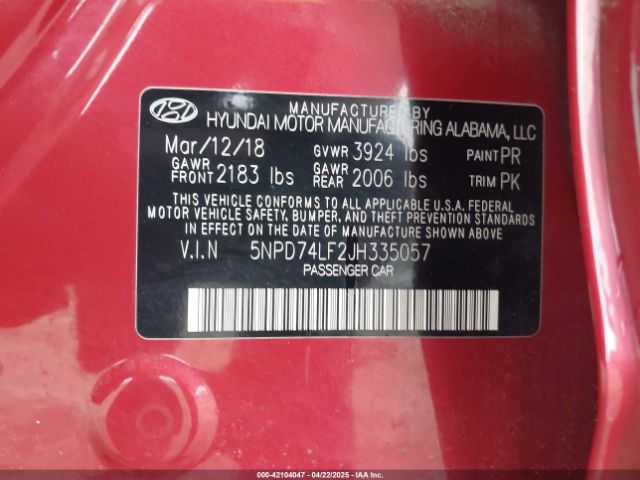 MANUFACTURED BY
HYUNDAI MOTOR MANUFACTURING ALABAMA, LLC
Mar/12/18 GVWR 3924 lbs PAINT PR
GAWR FRONT 2183 lbs GAWR REAR 2006 lbs TRIM PK
THIS VEHICLE CONFORMS TO ALL APPLICABLE U.S.A. FEDERAL
MOTOR VEHICLE SAFETY, BUMPER, AND THEFT PREVENTION STANDARDS
IN EFFECT ON THE DATE OF MANUFACTURE SHOWN ABOVE.
V.I.N 5NPD74LF2JH335057
PASSENGER CAR
000-42104047 04/22/2025 - IAA Inc.